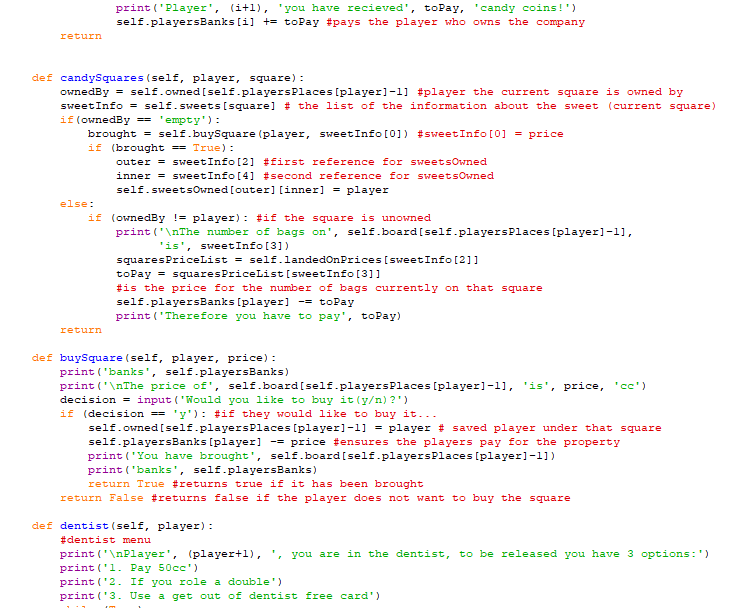 print('Player', (i+1), 'you have recieved', toPay, 'candy coins!')
self.playersBanks[i] += toPay #pays the player who owns the company
return
def candySquares(self, player, square):
ownedBy = self.owned[self.playersPlaces[player]-1] #player the current square is owned by
sweetInfo = self.sweets[square] # the list of the information about the sweet (current square)
if(ownedBy == 'empty'):
brought = self.buySquare(player, sweetInfo[0]) #sweetInfo[0] = price
if (brought == True):
outer = sweetInfo[2] #first reference for sweetsOwned
inner = sweetInfo[4] #second reference for sweetsOwned
self.sweetsOwned[outer][inner] = player
else:
if (ownedBy != player): #if the square is unowned
print('\nThe number of bags on', self.board[self.playersPlaces[player]-1],
'is', sweetInfo[3])
squaresPriceList = self.landedOnPrices[sweetInfo[2]]
toPay = squaresPriceList[sweetInfo[3]]
#is the price for the number of bags currently on that square
self.playersBanks[player] -= toPay
print('Therefore you have to pay', toPay)
return
def buySquare(self, player, price):
print('banks', self.playersBanks)
print('\nThe price of', self.board[self.playersPlaces[player]-1], 'is', price, 'cc')
decision = input('Would you like to buy it(y/n)?')
if (decision == 'y'): #if they would like to buy it...
self.owned[self.playersPlaces[player]-1] = player # saved player under that square
self.playersBanks[player] -= price #ensures the players pay for the property
print('You have brought', self.board[self.playersPlaces[player]-1])
print('banks', self.playersBanks)
return True #returns true if it has been brought
return False #returns false if the player does not want to buy the square
def dentist(self, player):
#dentist menu
print('\nPlayer', (player+1), ', you are in the dentist, to be released you have 3 options:')
print('1. Pay 50cc')
print('2. If you role a double')
print('3. Use a get out of dentist free card')